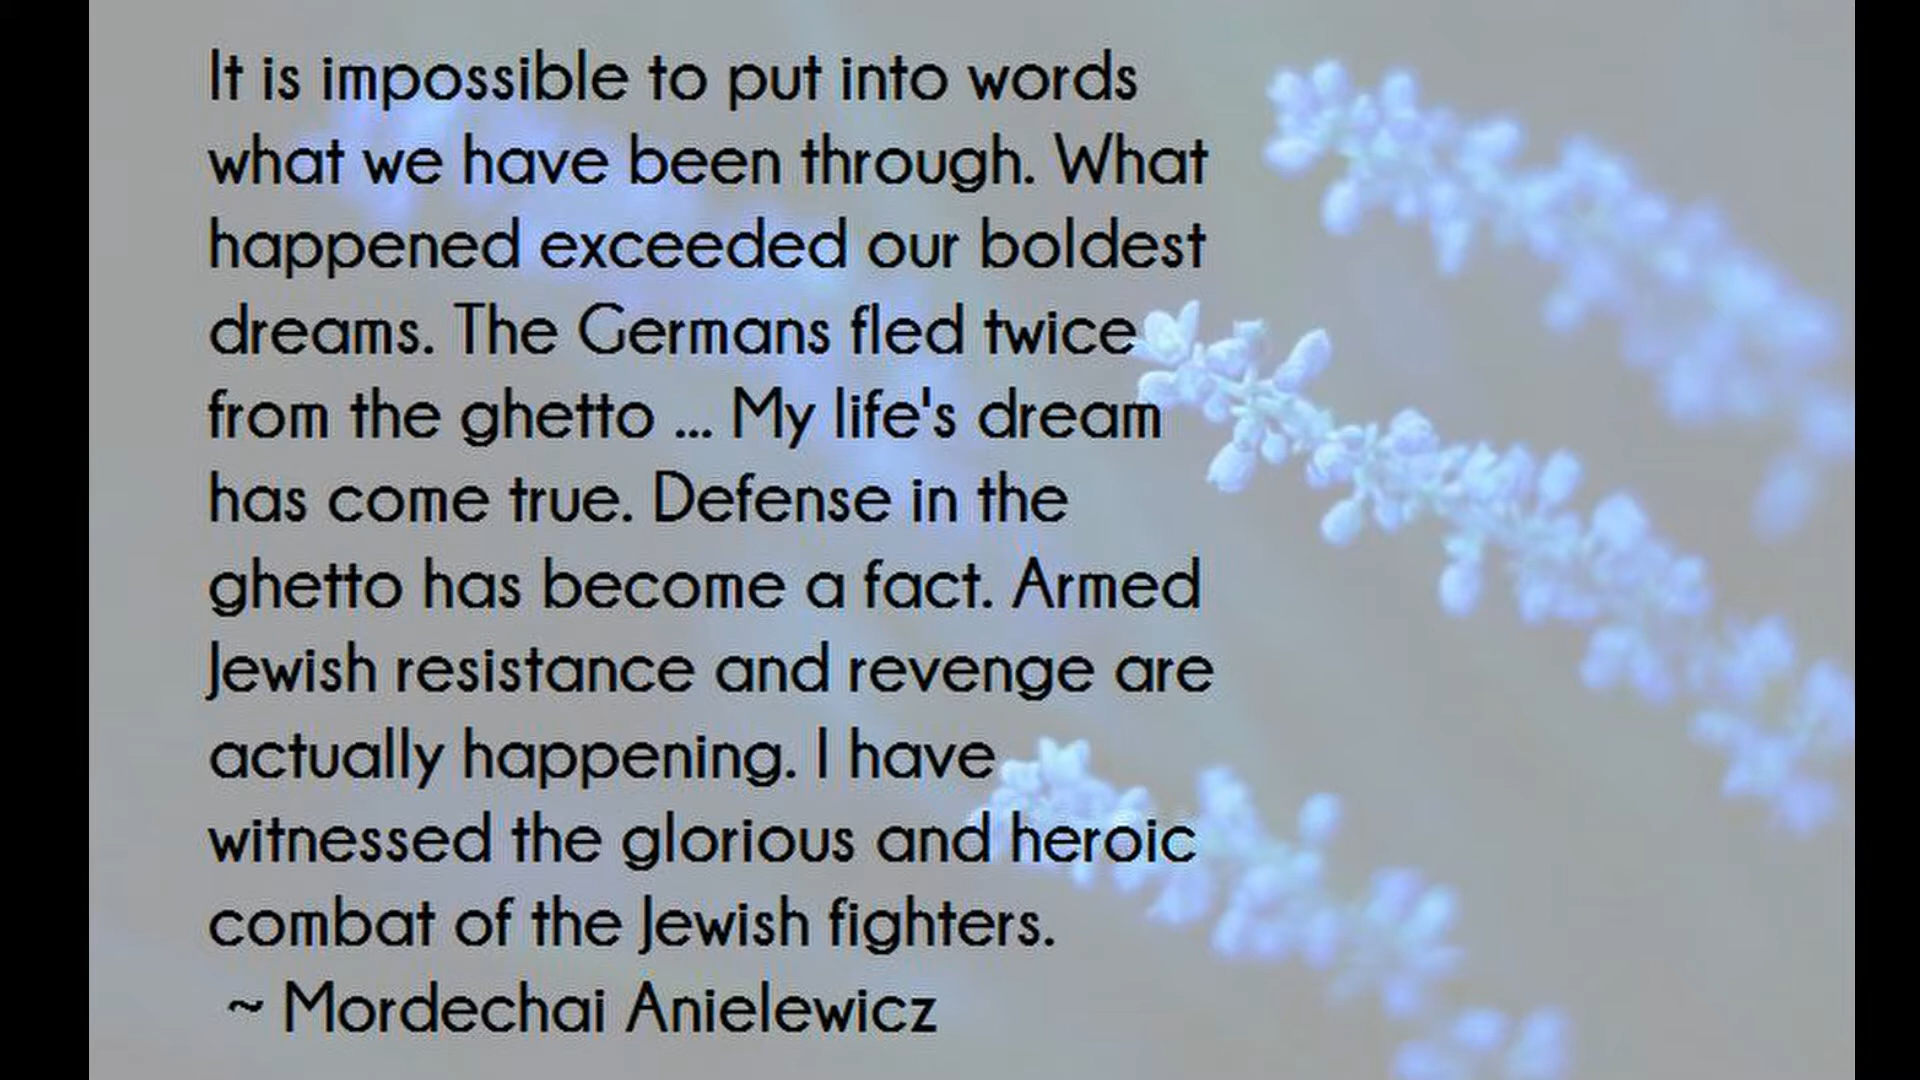 It is impossible to put into words
what we have been through. What
happened exceeded our boldest
dreams. The Germans fled twice
from the ghetto ... My life's dream
has come true. Defense in the
ghetto has become a fact. Armed
Jewish resistance and revenge are
actually happening. I have
witnessed the glorious and heroic
combat of the Jewish fighters.
~ Mordechai Anielewicz